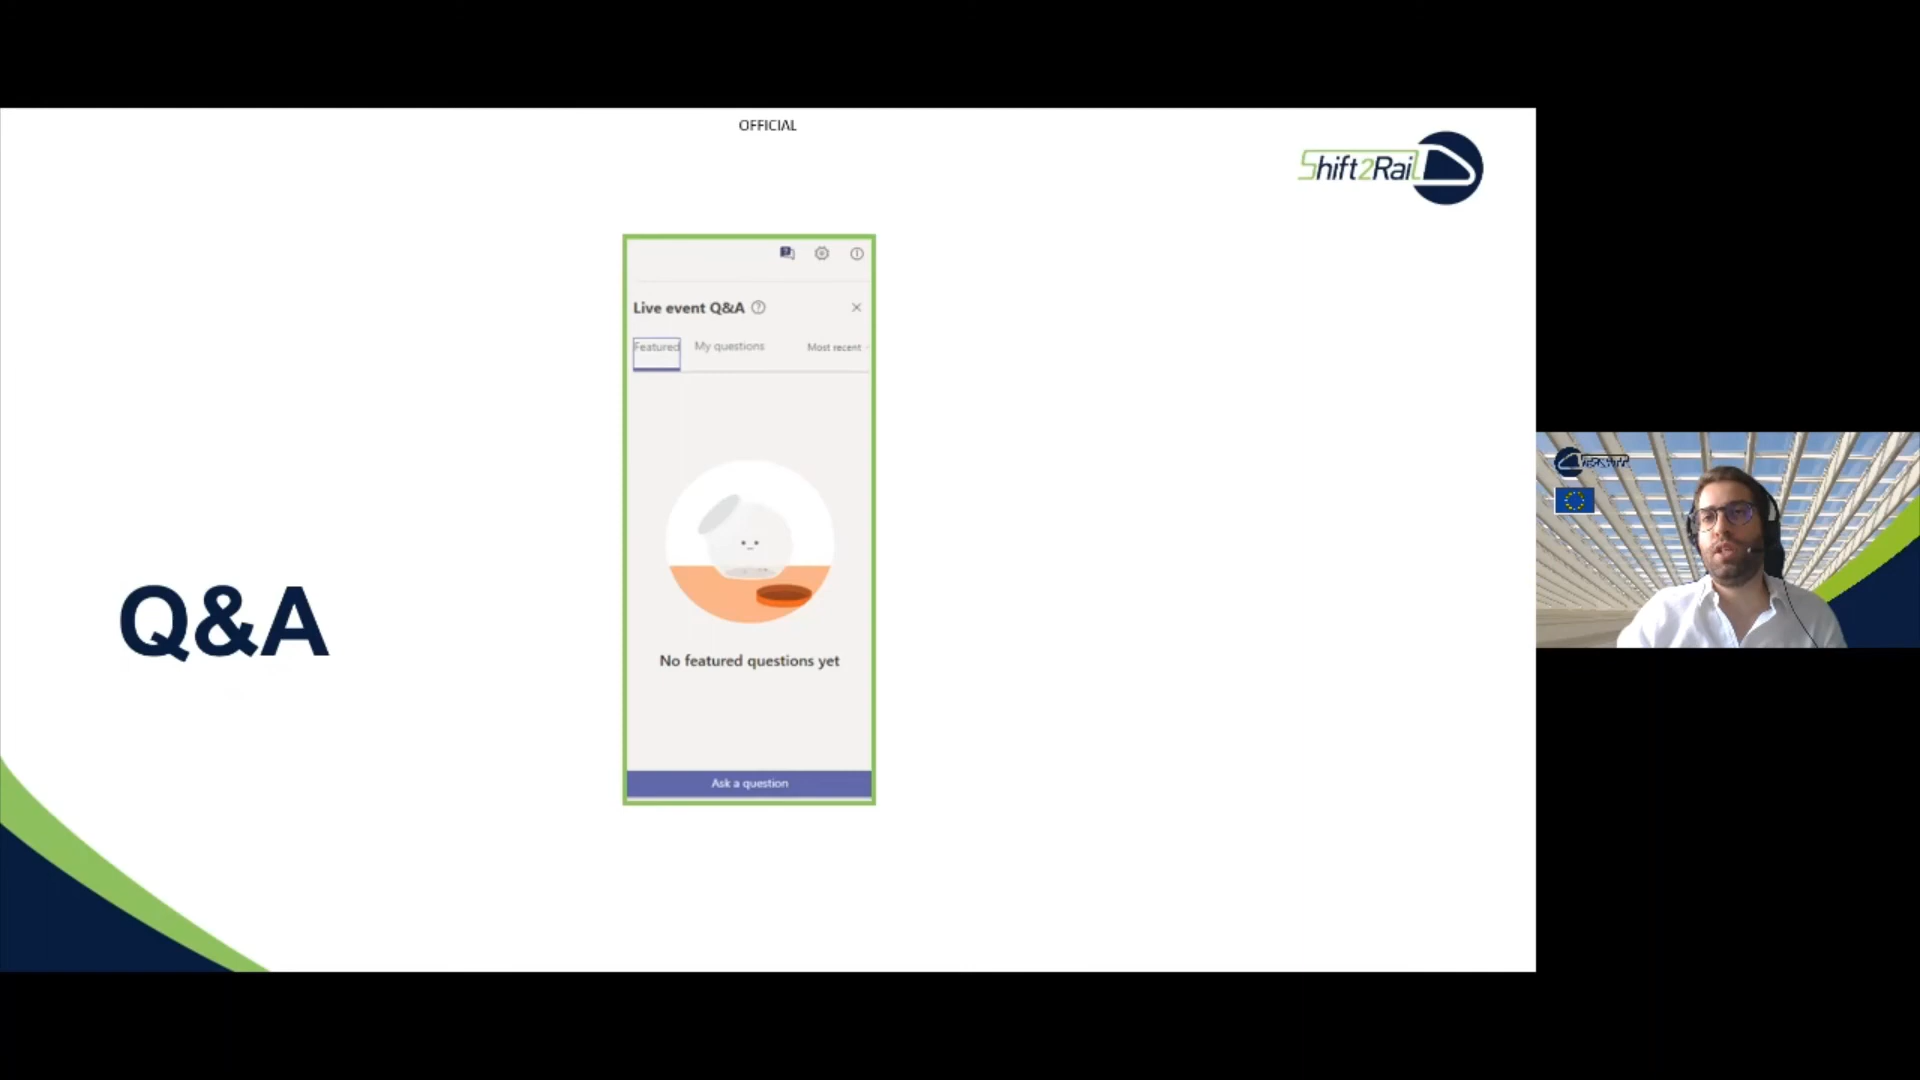 OFFICIAL
Shift2Rail
Live event Q&A
Featured
My questions
Most recent
Q&A
No featured questions yet
Ask a question